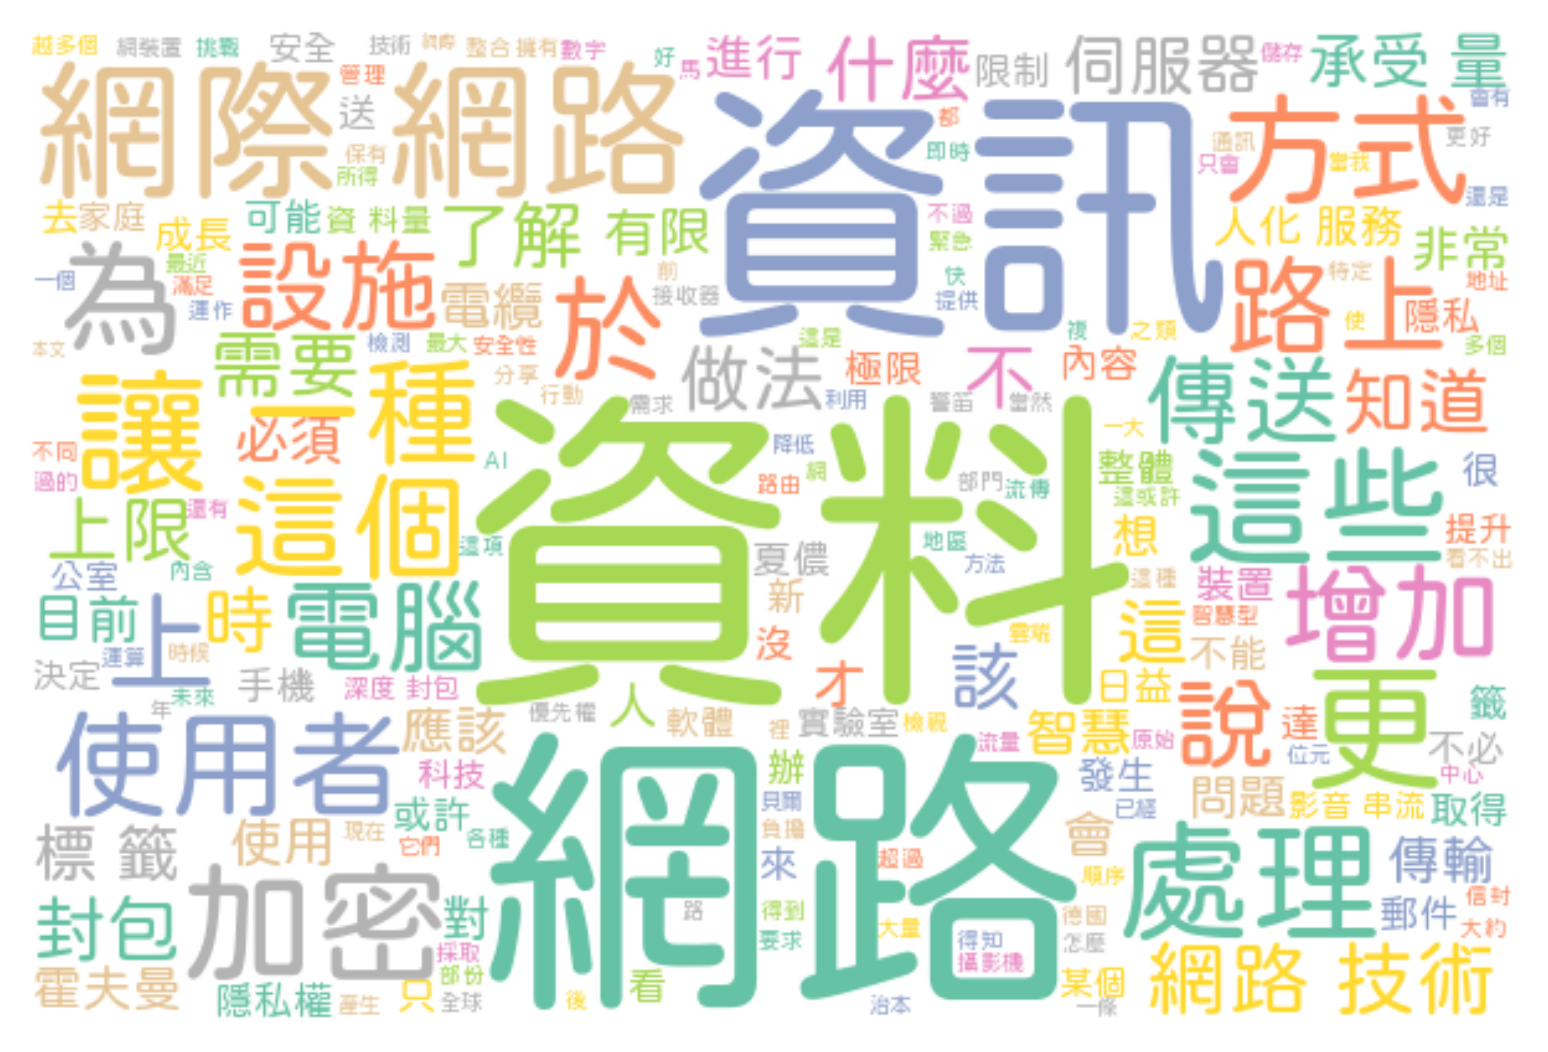 越多個 網裝置 挑戰 安全 技術 網際 整合 擁有 數字 好 馬 進行 什麼 限制 伺服器 儲存 承受 量
管理 會有
網際 網路 送 資訊 都 方式 更好
保有 所得 即時 通訊 只會 當我
去 家庭 可能 資 料量 了解 有限 不過 人化 服務 還是
成長 緊急 非常
為 最近 設施 電纜 於 前 接收器 快 提供 路上 特定 地址
一個 滿足 運作 使 隱私
本文 需要 檢測 最大 安全性 這是 複 之類 多個
讓 一種 分享 行動 做法 極限 不 內容 傳送 知道
必須 需求 利用 警笛 當然
不同 過的 AI 資料 降低 一大 整體 這些 很
上限 還有 這個 路由 網 部門 流傳 這或許 想 提升
公室 內含 這項 夏儂 地區 方法 這種 看不出
目前 上 時 電腦 新 裝置 智慧型 增加
決定 運算 時候 沒 雲端 這 不能
未來 手機 深度 封包 才 該 日益 說 更 籤
年 人 優先權 軟體 裡 實驗室 檢視 智慧 達
使用者 應該 網路 流量 原始 位元 不必
科技 辦 發生 問題 中心
或許 貝爾 已經 影音 串流 取得
標 籤 使用 現在 它們 各種 負擔 來 超過 會 處理 傳輸
加密 順序 信封
封包 對 路 得到 大量 德國 郵件 大約
採取 要求 得知 怎麼
霍夫曼 部份 看 攝影機 某個 網路 技術
隱私權 產生 只 全球 後 治本 一條